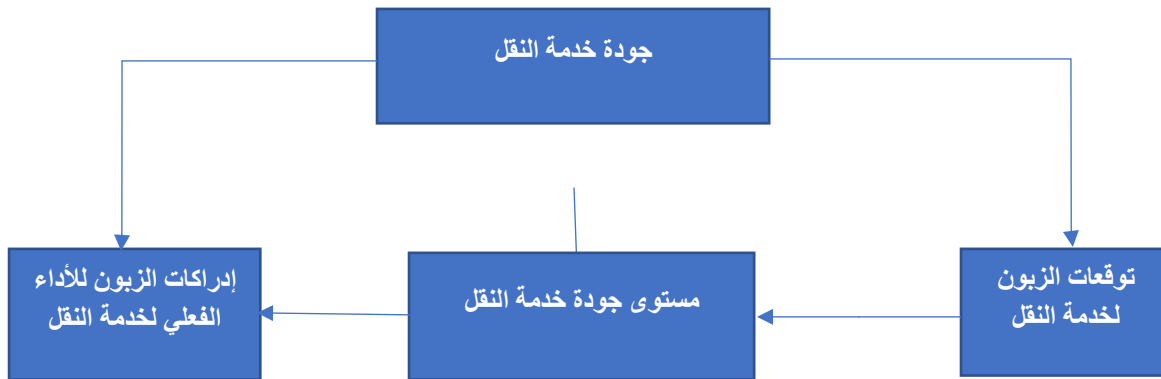 جودة خدمة النقل
توقعات الزبون
لخدمة النقل
مستوى جودة خدمة النقل
إدراكات الزبون للأداء
الفعلي لخدمة النقل